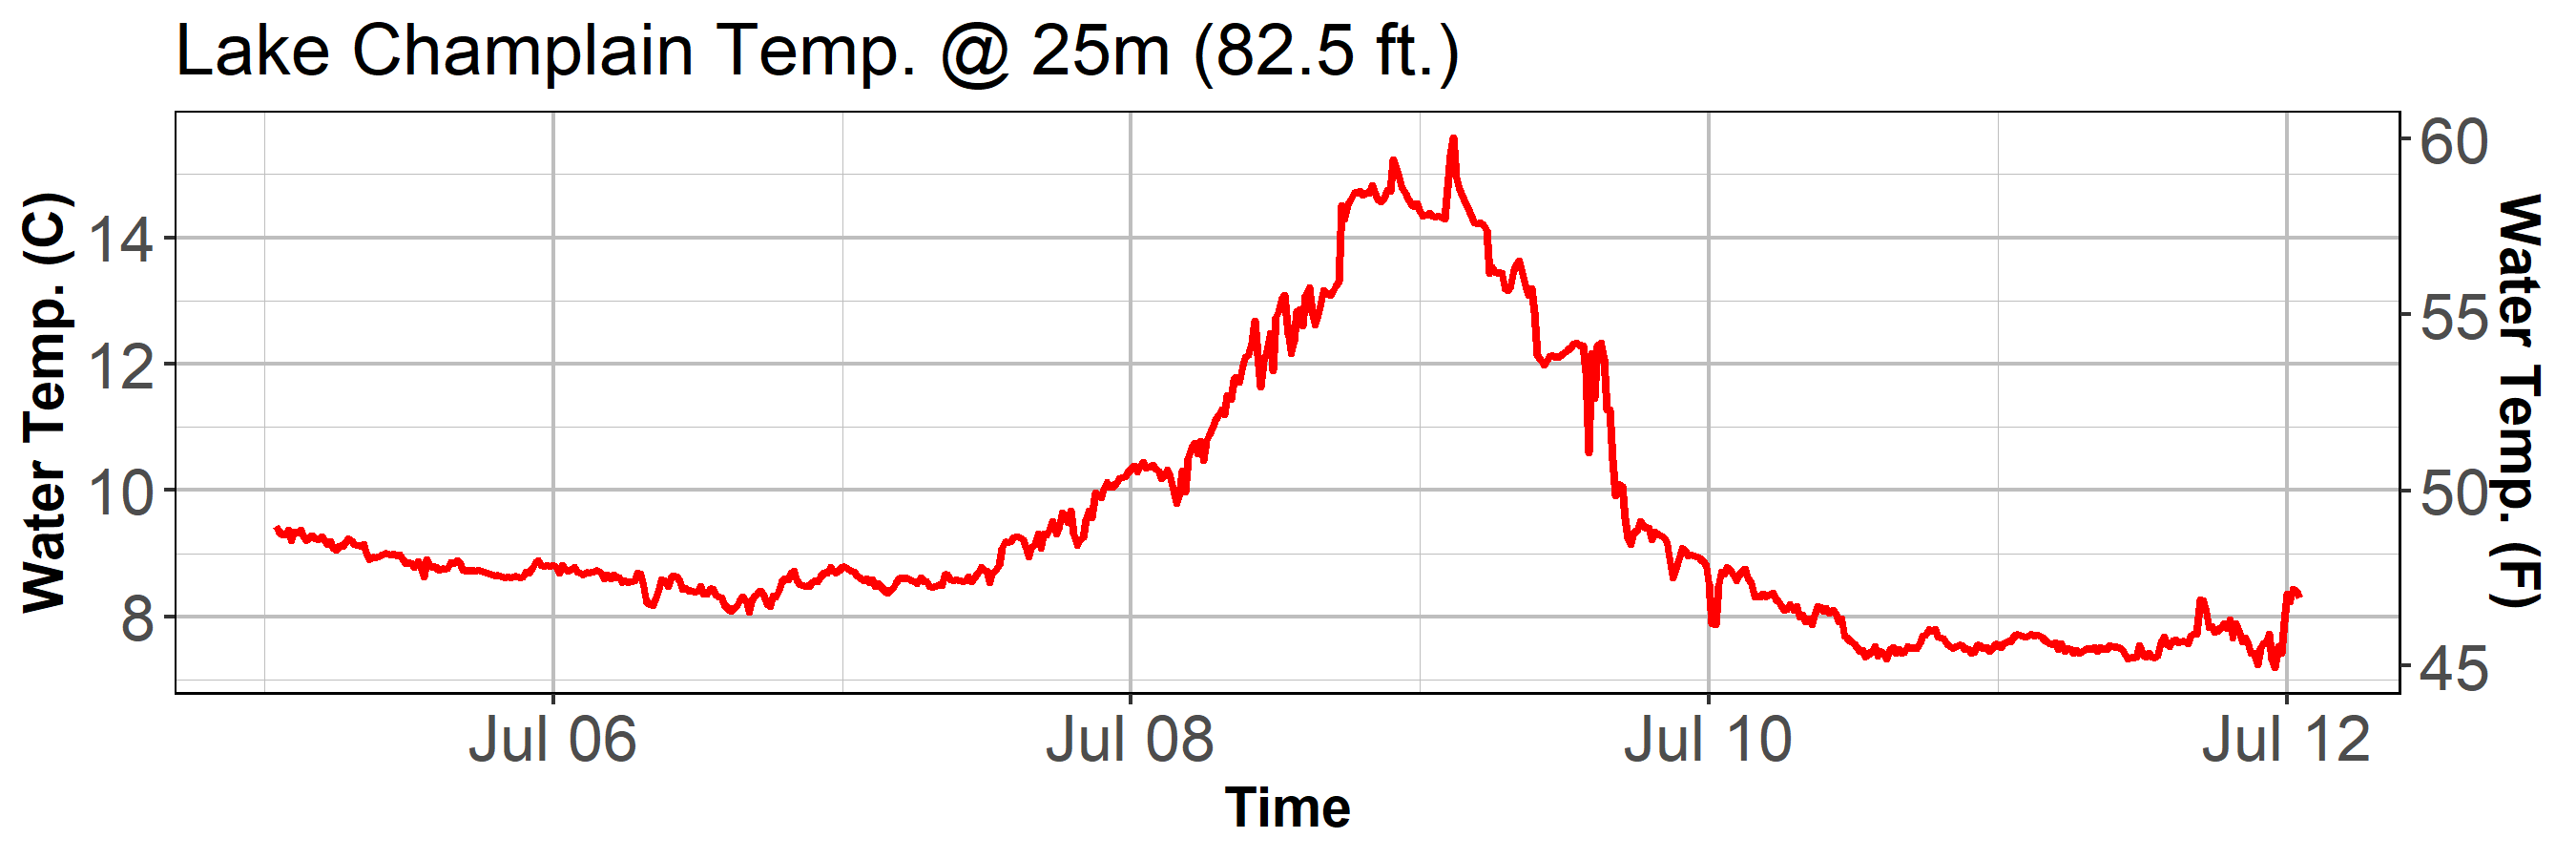 Lake Champlain Temp. @ 25m (82.5 ft.)
Water Temp. (C)
14
12
10
8
60
55
50
45
Water Temp. (F)
Jul 06
Jul 08
Jul 10
Jul 12
Time